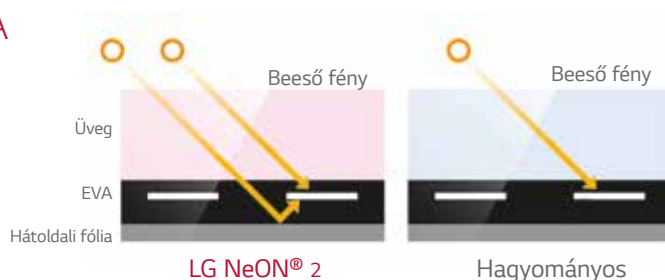 A
Beeső fény
Beeső fény
Üveg
EVA
Hátoldali fólia
LG NeON® 2
Hagyományos